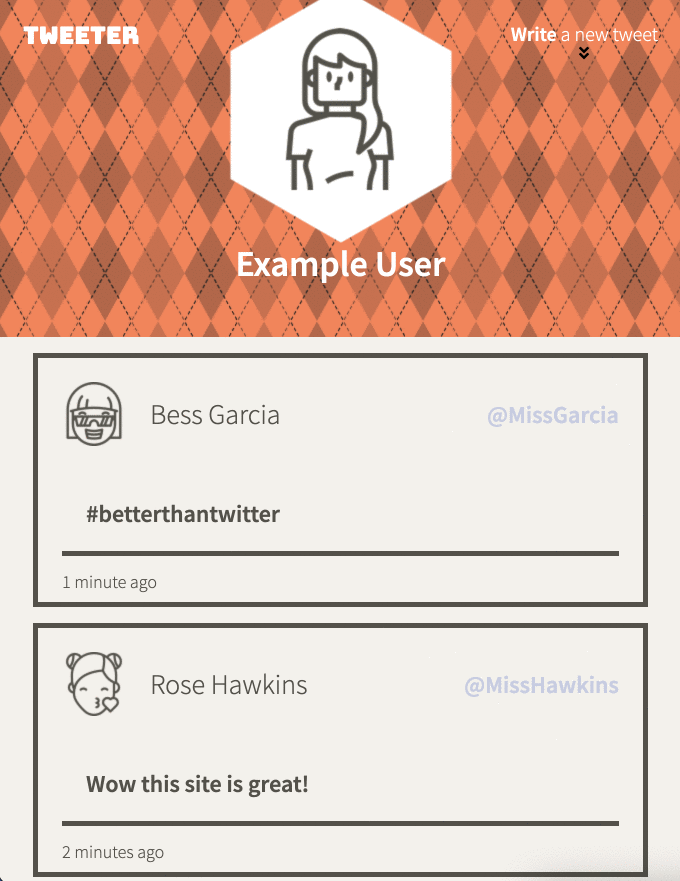 TWEETER
Write a new tweet
Example User
Bess Garcia
@MissGarcia
#betterthantwitter
1 minute ago
Rose Hawkins
@MissHawkins
Wow this site is great!
2 minutes ago